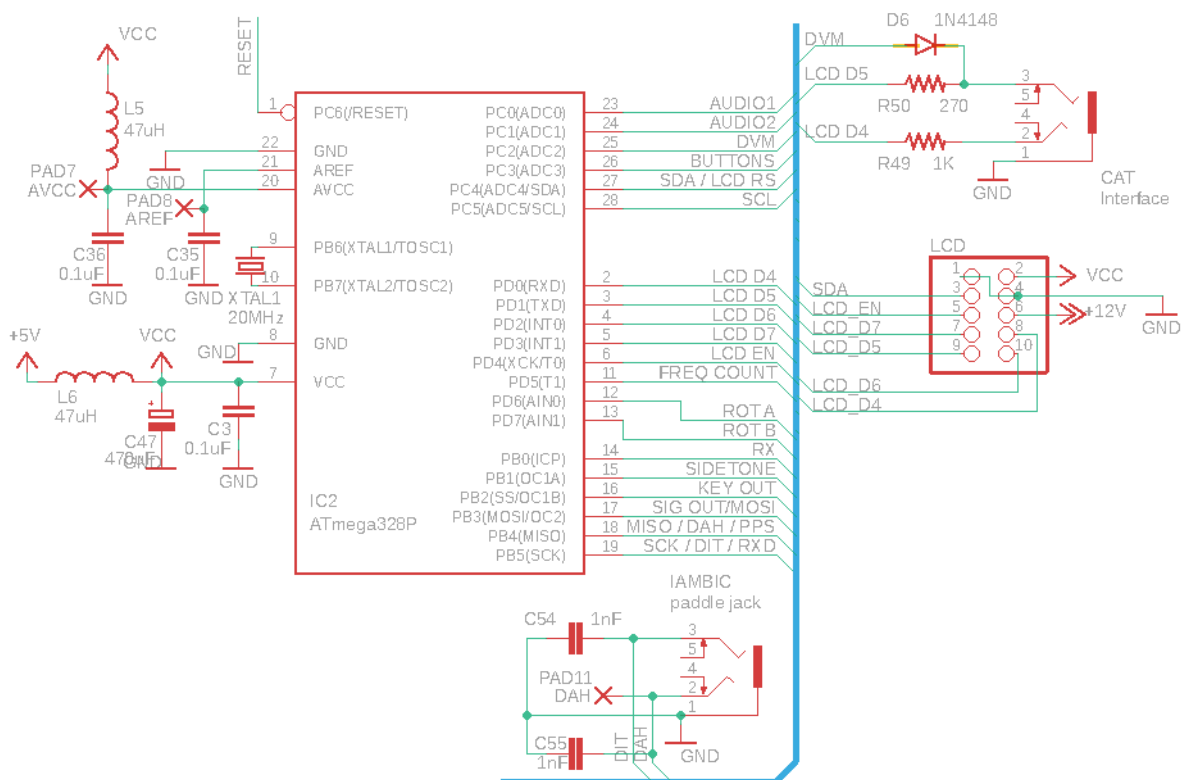 VCC
RESET
L5
47uH
PAD7
AVCC
GND
PAD8
AREF
C36
0.1uF
C35
0.1uF
GND
GND
XTAL1
20MHz
+5V
VCC
GND
L6
47uH
C47
GND
C3
0.1uF
GND
1
22
21
20
9
10
8
7
PC6(/RESET)
GND
AREF
AVCC
PB6(XTAL1/TOSC1)
PB7(XTAL2/TOSC2)
GND
VCC
IC2
ATmega328P
PC0(ADC0) 23 AUDIO1
PC1(ADC1) 24 AUDIO2
PC2(ADC2) 25 DVM
PC3(ADC3) 26 BUTTONS
PC4(ADC4/SDA) 27 SDA / LCD RS
PC5(ADC5/SCL) 28 SCL
PD0(RXD) 2 LCD D4
PD1(TXD) 3 LCD D5
PD2(INT0) 4 LCD D6
PD3(INT1) 5 LCD D7
PD4(XCK/T0) 6 LCD EN
PD5(T1) 11 FREQ COUNT
PD6(AIN0) 12 ROT A
PD7(AIN1) 13 ROT B
PB0(ICP) 14 RX
PB1(OC1A) 15 SIDETONE
PB2(SS/OC1B) 16 KEY OUT
PB3(MOSI/OC2) 17 SIG OUT/MOSI
PB4(MISO) 18 MISO / DAH / PPS
PB5(SCK) 19 SCK / DIT / RXD
D6 1N4148
DVM
LCD D5
R50 270
LCD D4
R49 1K
3
5
4
2
1
GND
CAT
Interface
LCD
1 2
3 4
5 6
7 8
9 10
VCC
+12V
GND
SDA
LCD_EN
LCD_D7
LCD_D5
LCD_D6
LCD_D4
IAMBIC
paddle jack
C54 1nF
PAD11
DAH
C55
1nF
DIT
DAH
3
5
4
2
1
GND